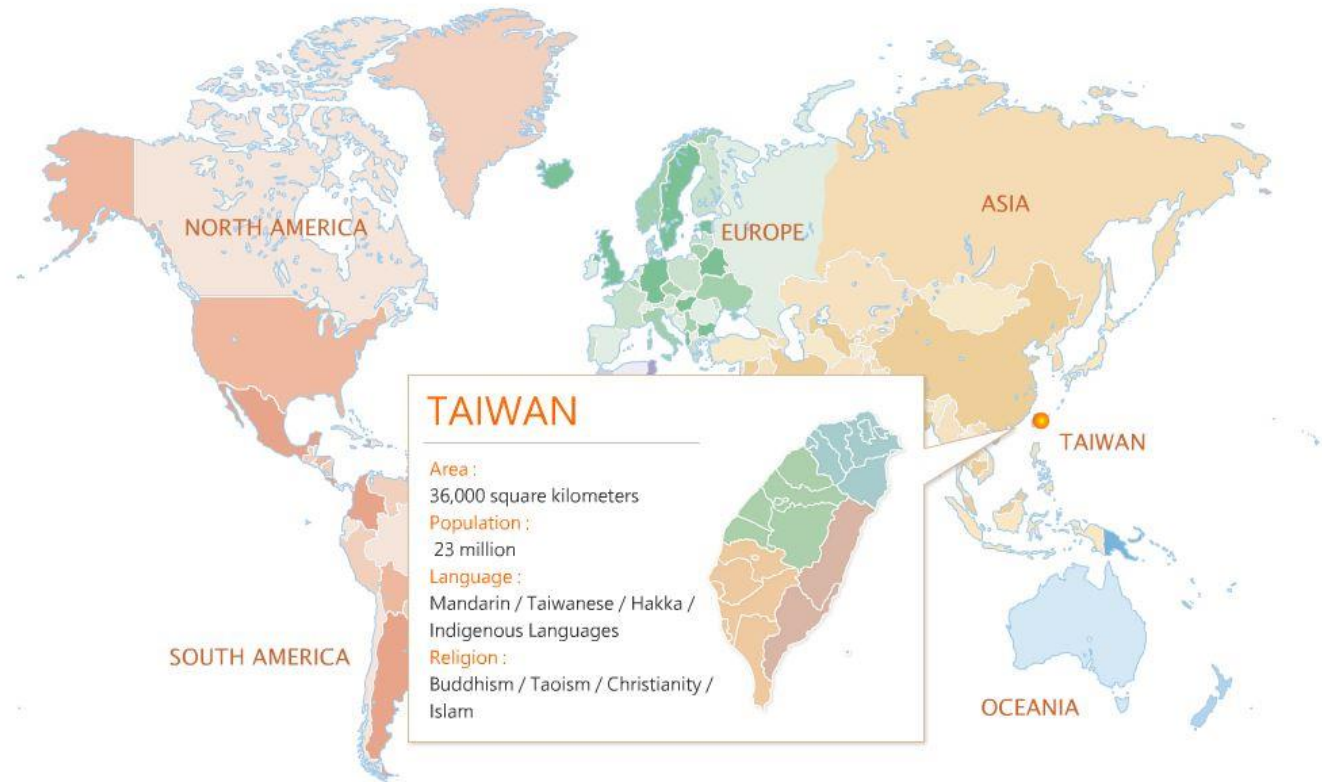 NORTH AMERICA
EUROPE
ASIA
TAIWAN
Area :
36,000 square kilometers
Population :
23 million
Language :
Mandarin / Taiwanese / Hakka /
Indigenous Languages
Religion :
Buddhism / Taoism / Christianity /
Islam
TAIWAN
SOUTH AMERICA
OCEANIA